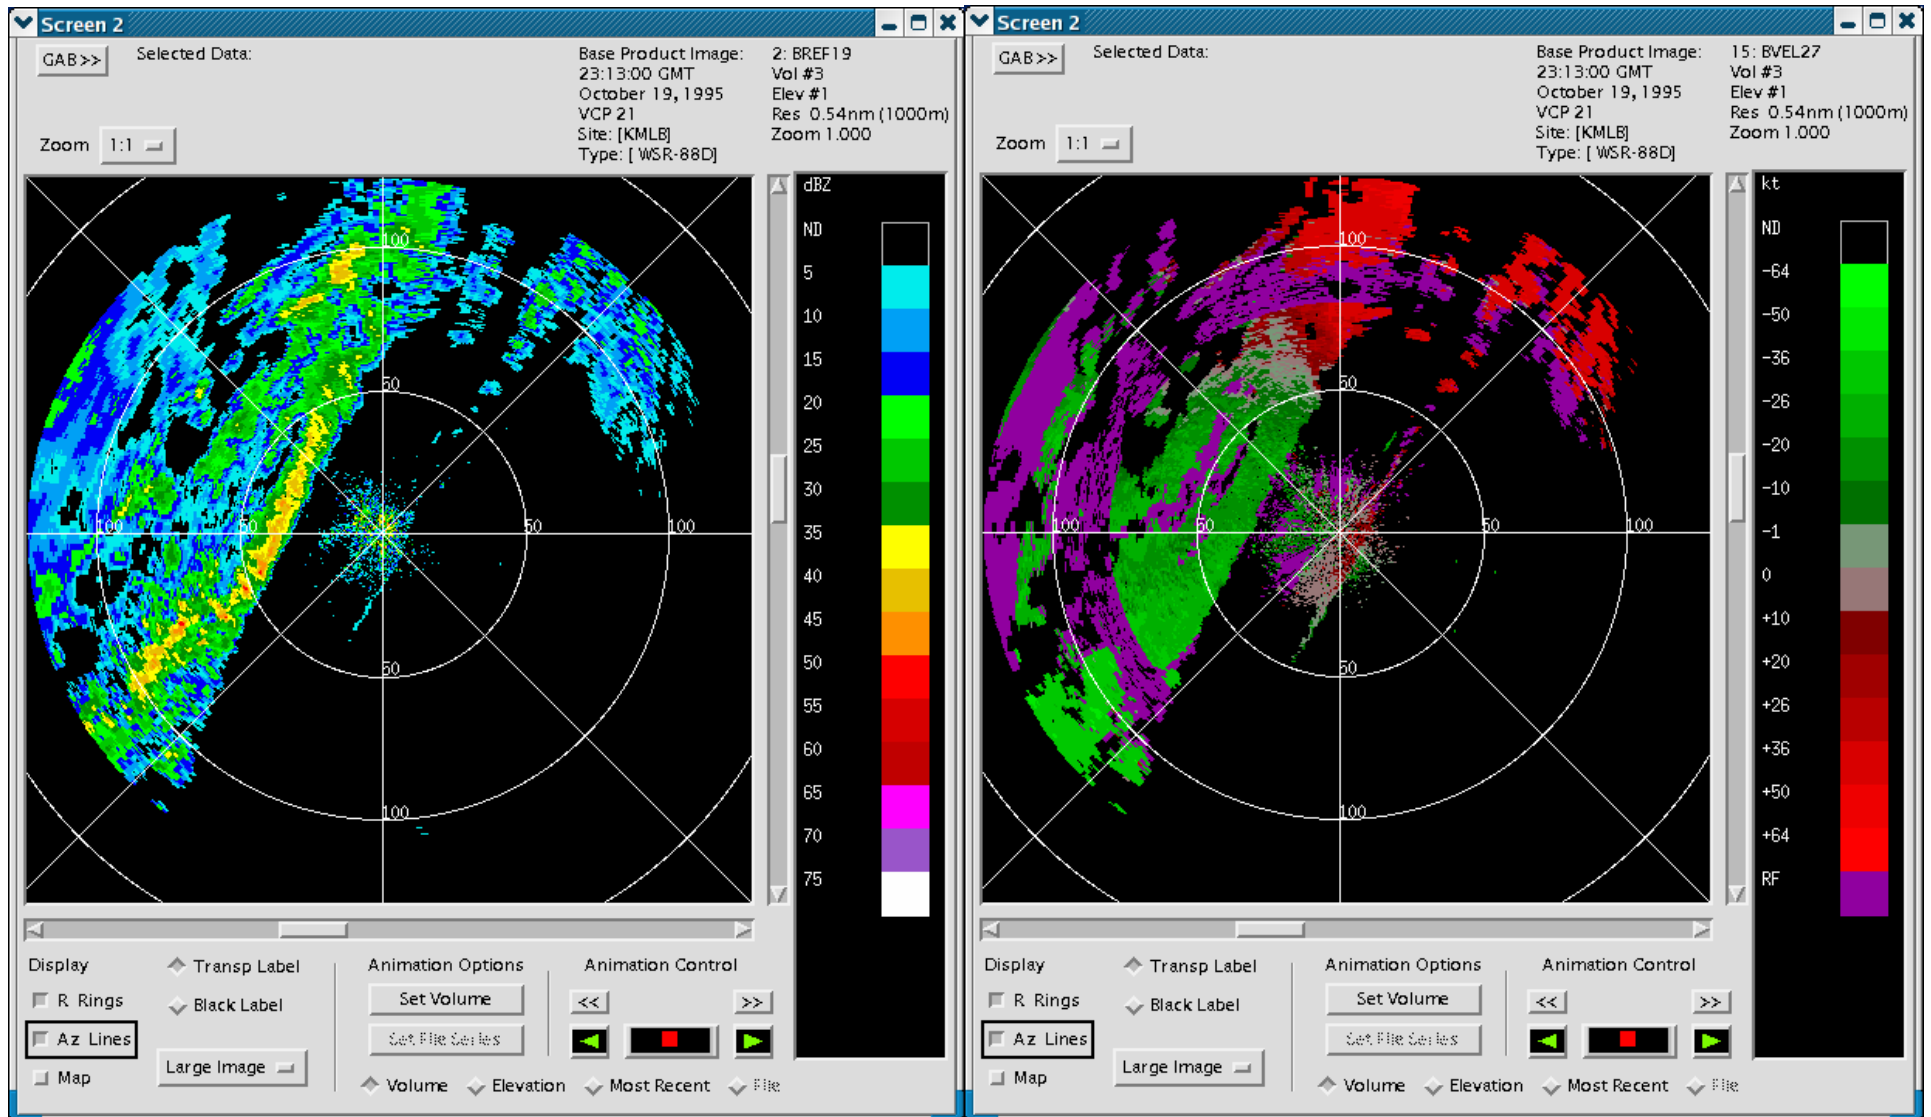 Screen 2
GAB>>
Selected Data:
Base Product Image:
23:13:00 GMT
October 19, 1995
VCP 21
Site: [KMLB]
Type: [ WSR-88D]
2: BREF19
Vol #3
Elev #1
Res 0.54nm (1000m)
Zoom 1.000
Zoom 1:1
100
50
100
50
50
100
50
100
dBZ
ND
5
10
15
20
25
30
35
40
45
50
55
60
65
70
75
Display
R Rings
Az Lines
Map
Transp Label
Black Label
Large Image
Animation Options
Set Volume
Set File Series
Animation Control
<< >>
Volume Elevation Most Recent File
Screen 2
GAB>>
Selected Data:
Base Product Image:
23:13:00 GMT
October 19, 1995
VCP 21
Site: [KMLB]
Type: [ WSR-88D]
15: BVEL27
Vol #3
Elev #1
Res 0.54nm (1000m)
Zoom 1.000
Zoom 1:1
100
50
100
50
50
100
50
100
kt
ND
-64
-50
-36
-26
-20
-10
-1
0
+10
+20
+26
+36
+50
+64
RF
Display
R Rings
Az Lines
Map
Transp Label
Black Label
Large Image
Animation Options
Set Volume
Set File Series
Animation Control
<< >>
Volume Elevation Most Recent File